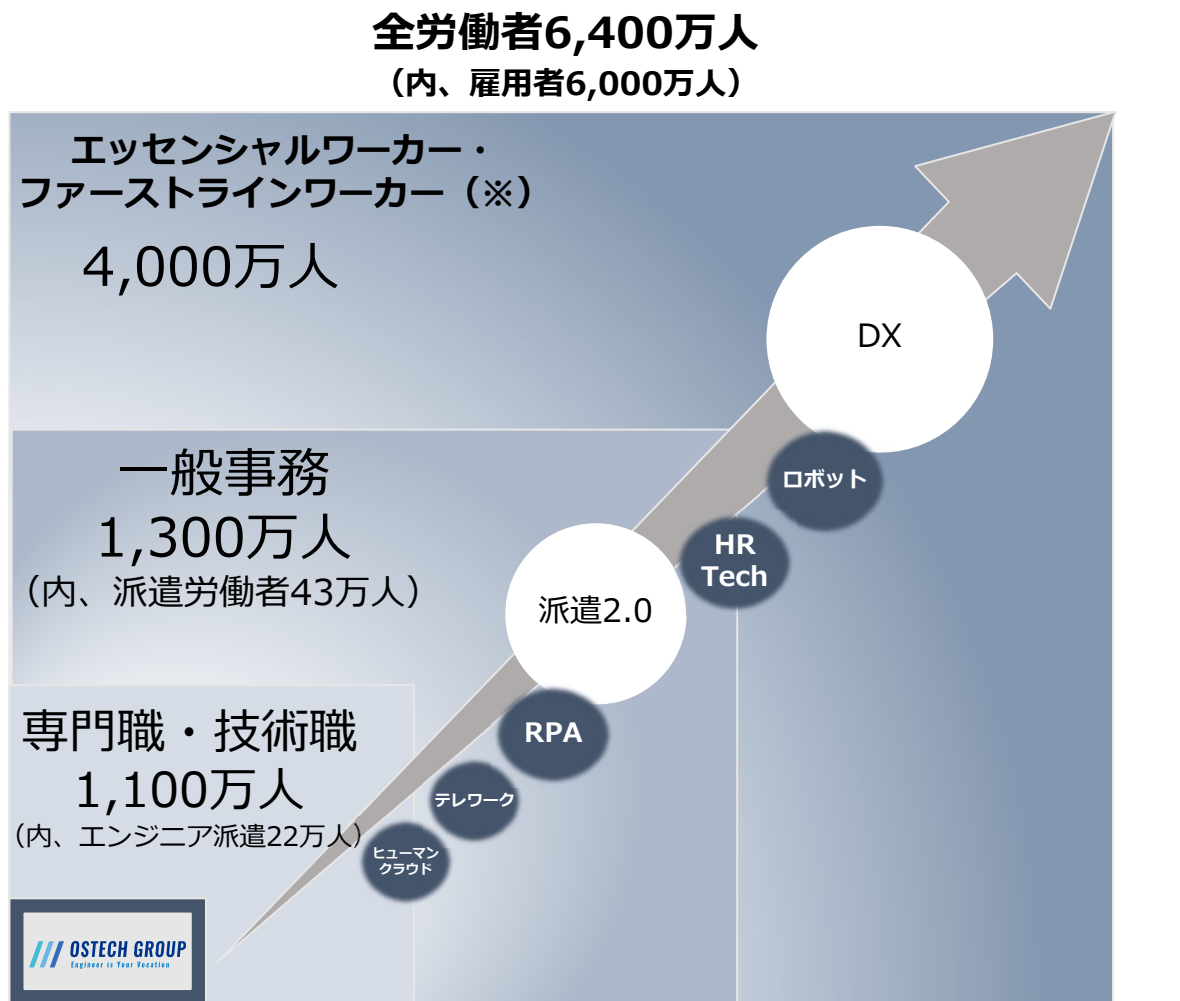 全労働者6,400万人
（内、雇用者6,000万人）
エッセンシャルワーカー・
ファーストラインワーカー（※）
4,000万人
DX
ロボット
一般事務
1,300万人
（内、派遣労働者43万人）
HR
Tech
派遣2.0
専門職・技術職
1,100万人
（内、エンジニア派遣22万人）
RPA
テレワーク
ヒューマン
クラウド
OSTECH GROUP
Engineer is Your Vocation